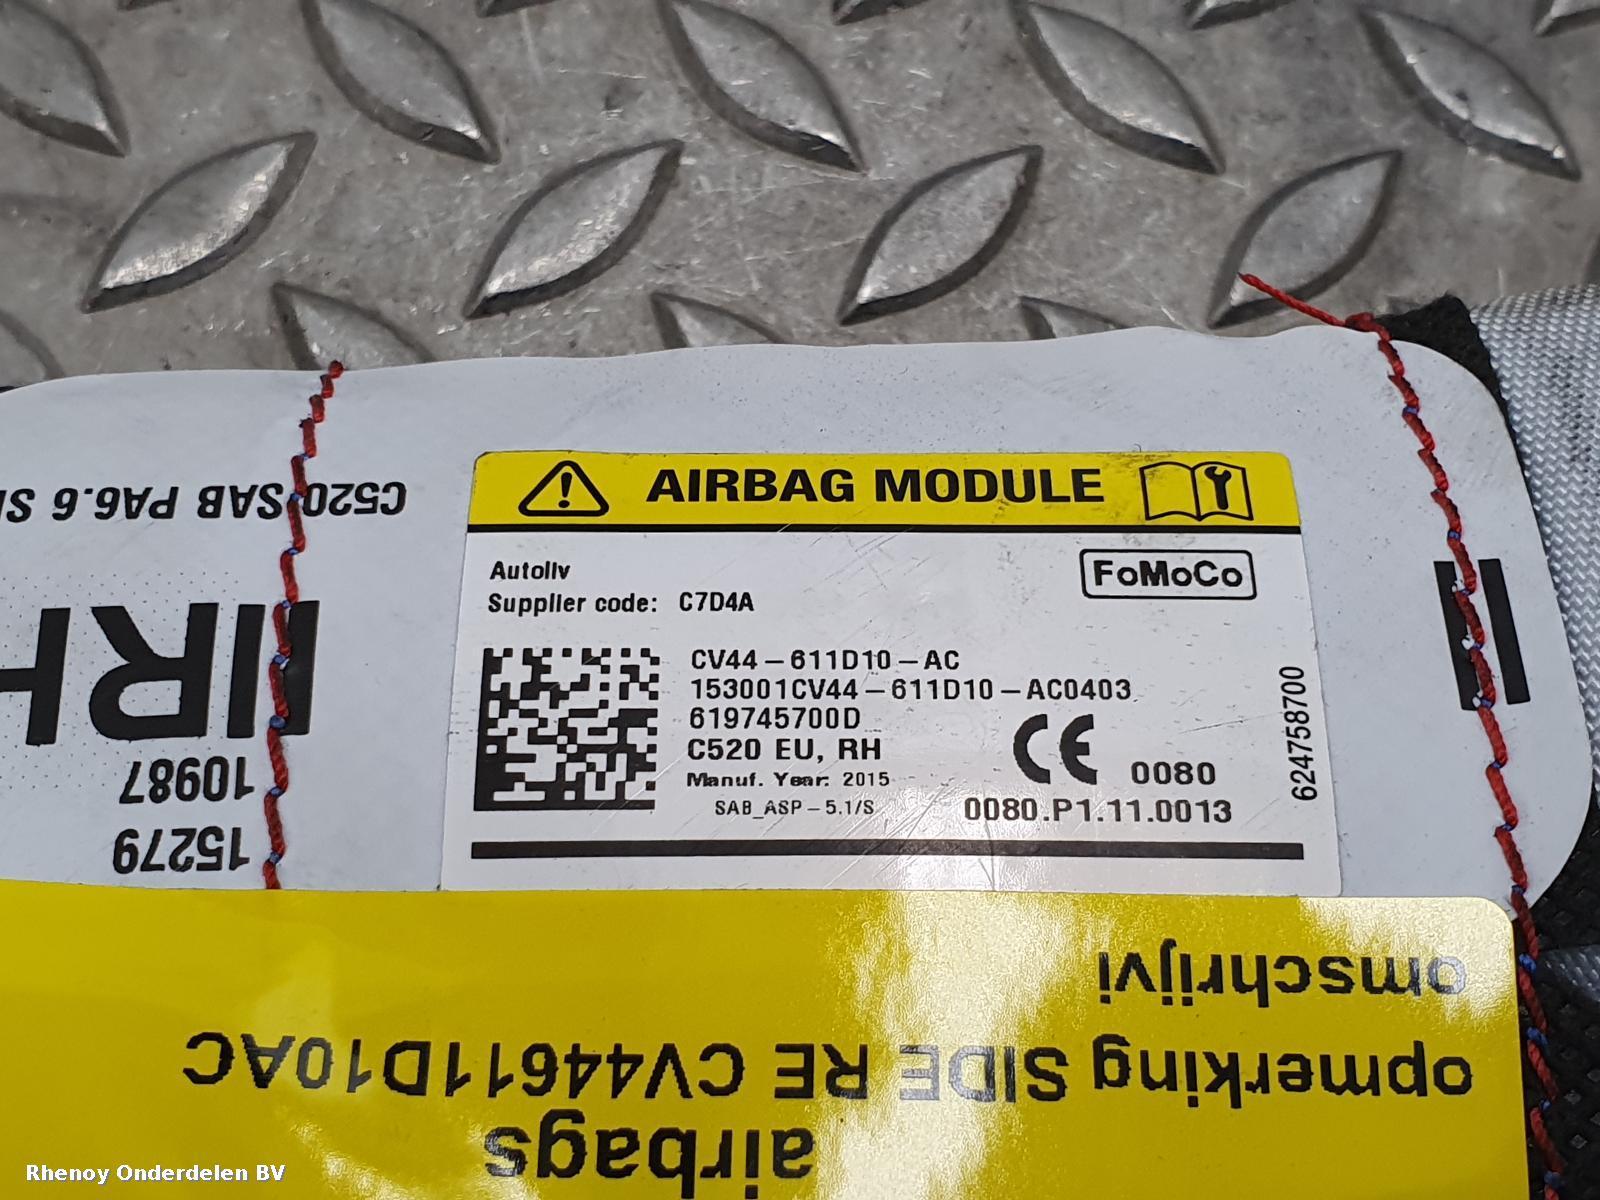 C520 SAB PA6.6
RH
10987
15279
AIRBAG MODULE
Autoliv
FoMoCo
Supplier code: C7D4A
CV44-611D10-AC
153001CV44-611D10-AC0403
619745700D
C520 EU, RH
CE 0080
Manuf. Year: 2015
SAB_ASP-5.1/S
0080.P1.11.0013
624758700
airbags
opmerking SIDE RE CV44611D10AC
omschrijvi
Rhenoy Onderdelen BV